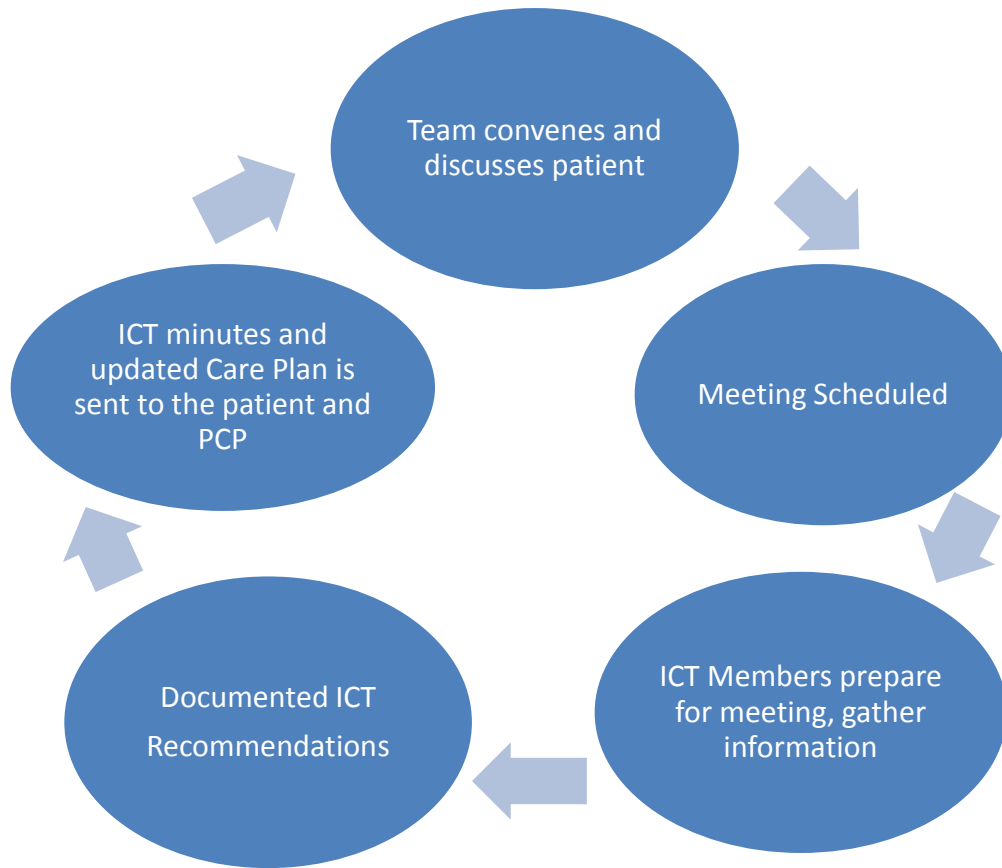 Team convenes and
discusses patient
Meeting Scheduled
ICT Members prepare
for meeting, gather
information
Documented ICT
Recommendations
ICT minutes and
updated Care Plan is
sent to the patient and
PCP